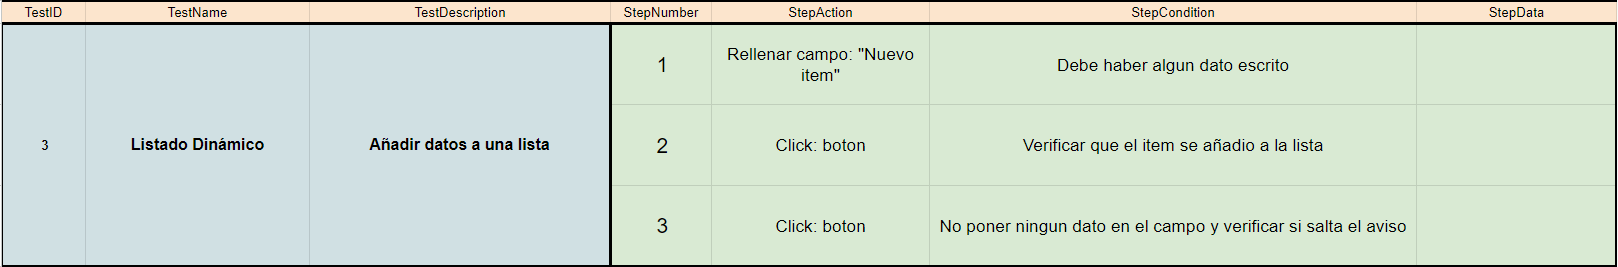 TestID TestName TestDescription StepNumber StepAction StepCondition StepData
3 Listado Dinámico Añadir datos a una lista
1 Rellenar campo: "Nuevo
item" Debe haber algun dato escrito
2 Click: boton Verificar que el item se añadio a la lista
3 Click: boton No poner ningun dato en el campo y verificar si salta el aviso